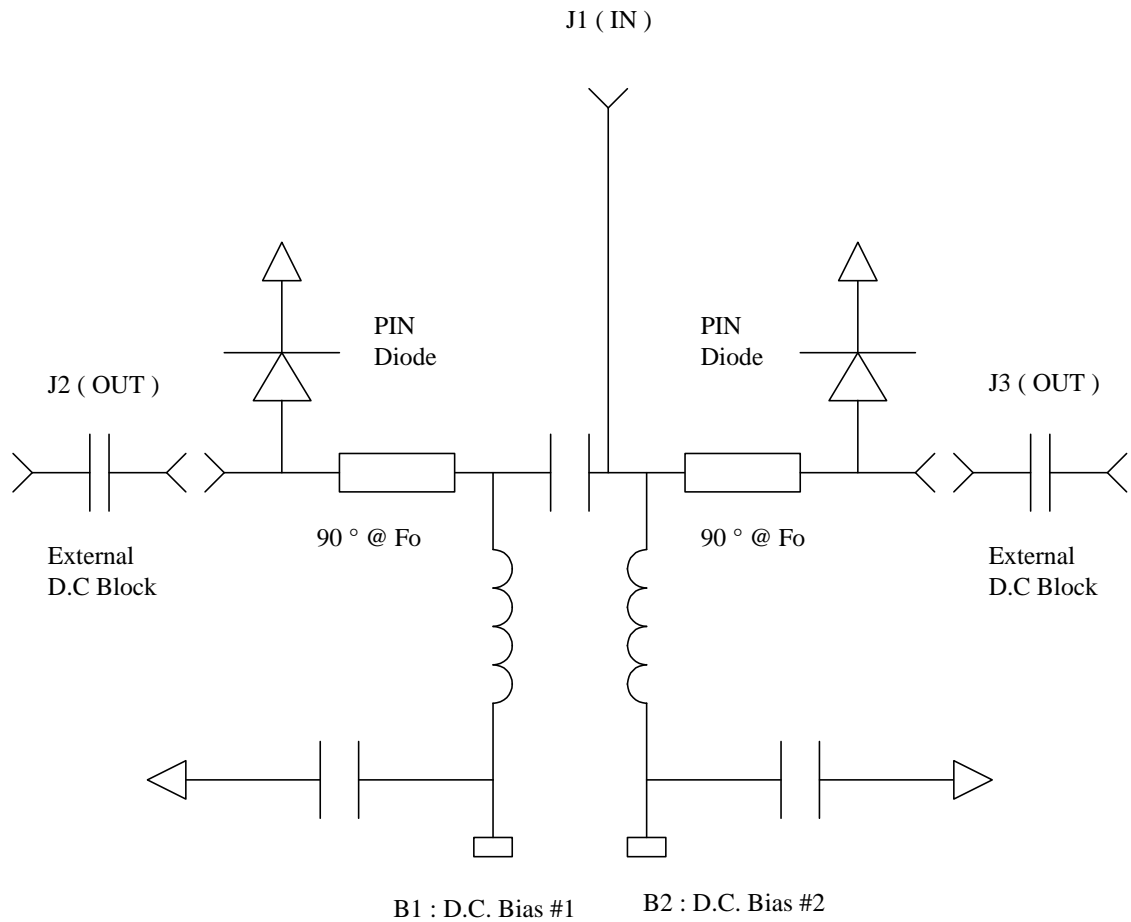 J1 ( IN )
PIN
Diode
PIN
Diode
J2 ( OUT )
J3 ( OUT )
90 ° @ Fo
90 ° @ Fo
External
D.C Block
External
D.C Block
B1 : D.C. Bias #1
B2 : D.C. Bias #2